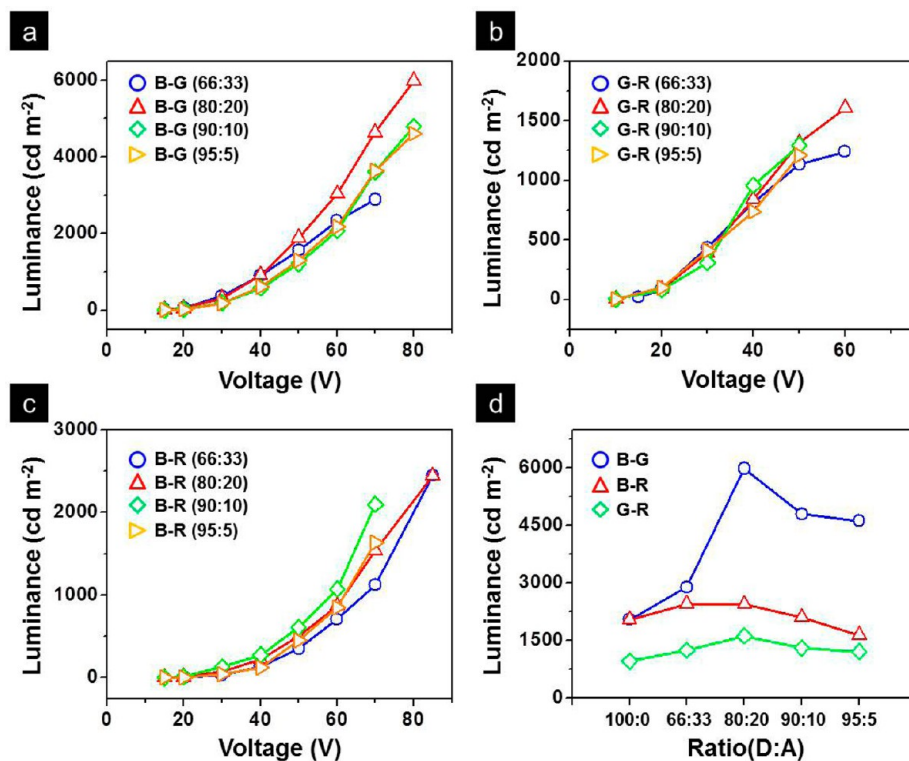 a
Luminance (cd m-2)
6000
4000
2000
0
B-G (66:33)
B-G (80:20)
B-G (90:10)
B-G (95:5)
0 20 40 60 80
Voltage (V)
b
Luminance (cd m-2)
2000
1500
1000
500
0
G-R (66:33)
G-R (80:20)
G-R (90:10)
G-R (95:5)
0 20 40 60
Voltage (V)
c
Luminance (cd m-2)
3000
2000
1000
0
B-R (66:33)
B-R (80:20)
B-R (90:10)
B-R (95:5)
0 20 40 60 80
Voltage (V)
d
Luminance (cd m-2)
6000
4500
3000
1500
0
B-G
B-R
G-R
100:0 66:33 80:20 90:10 95:5
Ratio(D:A)